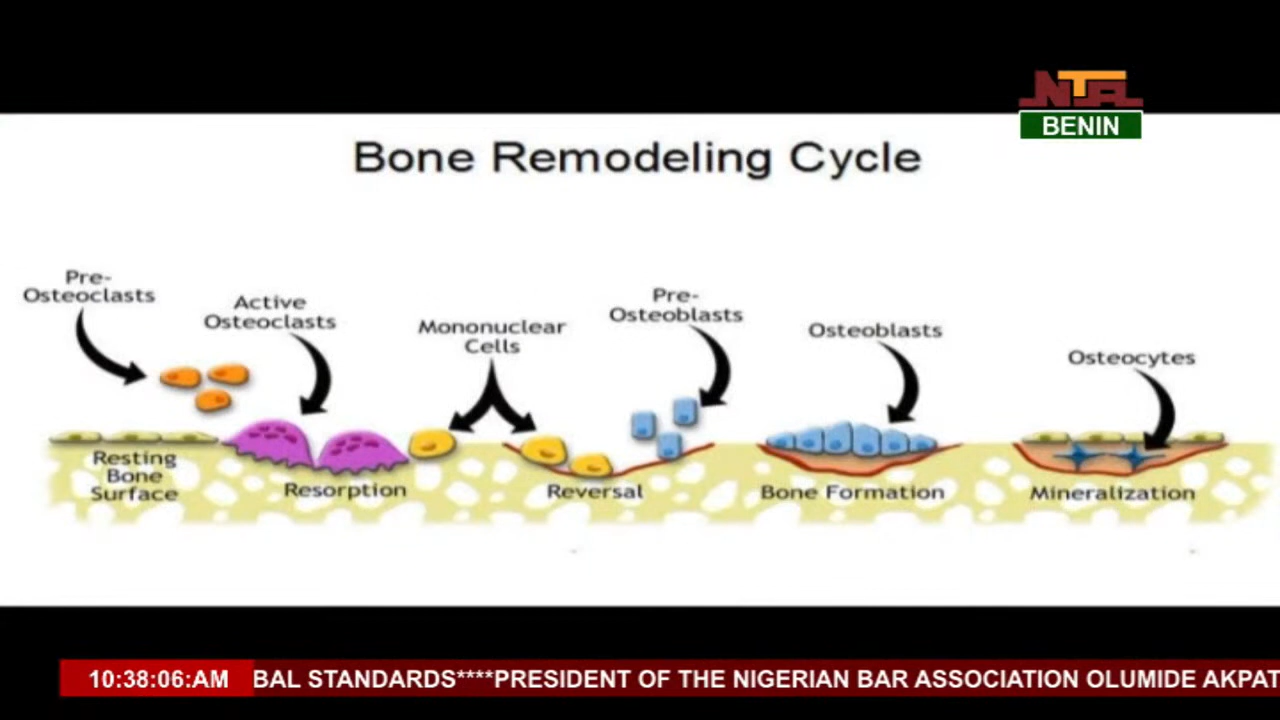 NTA
BENIN
Bone Remodeling Cycle
Pre-
Osteoclasts
Active
Osteoclasts
Mononuclear
Cells
Pre-
Osteoblasts
Osteoblasts
Osteocytes
Resting
Bone
Surface
Resorption
Reversal
Bone Formation
Mineralization
10:38:06:AM
BAL STANDARDS****PRESIDENT OF THE NIGERIAN BAR ASSOCIATION OLUMIDE AKPAT